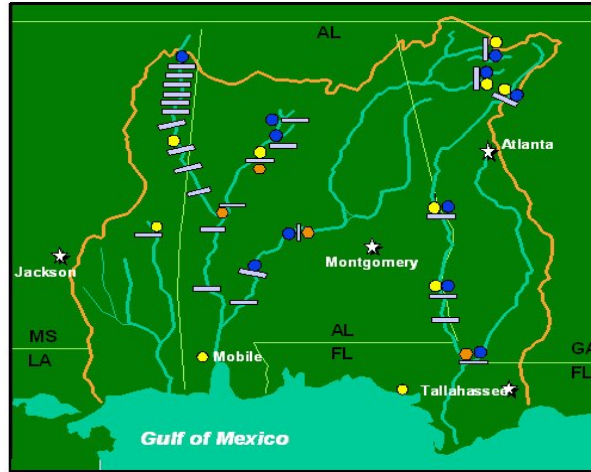 AL
Atlanta
Montgomery
Jackson
MS
AL
GA
LA
FL
FL
Mobile
Tallahassee
Gulf of Mexico